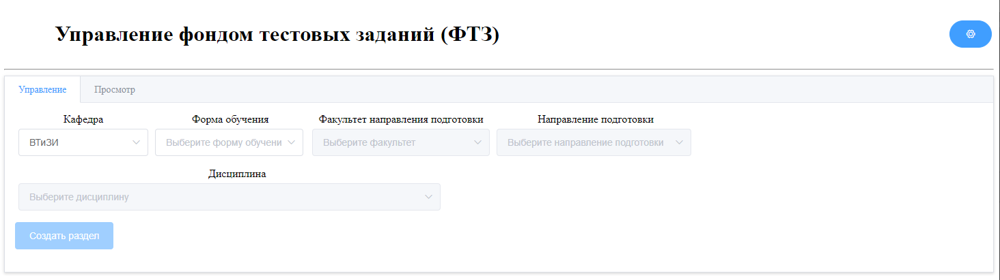 Управление фондом тестовых заданий (ФТЗ)
Управление Просмотр
Кафедра Форма обучения Факультет направления подготовки Направление подготовки
ВТиЗИ Выберите форму обучени Выберите факультет Выберите направление подготовки
Дисциплина
Выберите дисциплину
Создать раздел